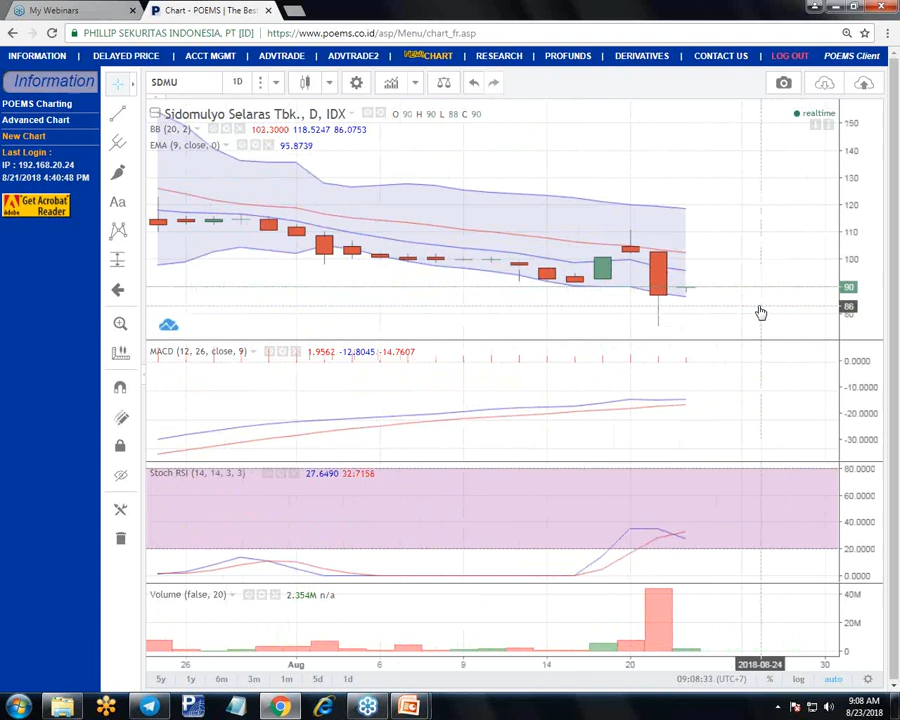 My Webinars
Chart - POEMS | The Bes
PHILLIP SEKURITAS INDONESIA. PT [ID]
https://www.poems.co.id/asp/Menu/chart_fr.asp
INFORMATION DELAYED PRICE ACCT MGMT ADVTRADE ADVTRADE2 CHART RESEARCH PROFUNDS DERIVATIVES CONTACT US LOG OUT POEMS Client
Information
POEMS Charting
Advanced Chart
New Chart
Last Login :
IP : 192.168.20.24
8/21/2018 4:40:48 PM
Get Acrobat
Reader
Adobe
SDMU 1D
Aa
Sidomulyo Selaras Tbk., D, IDX O 90 H 90 L 88 C 90
realtime
BB (20, 2) 102.3000 118.5247 86.0753
EMA (9, close, 0) 95.8739
150
140
130
120
110
100
90
86
80
MACD (12, 26, close, 9) 1.9562 -12.8045 -14.7607
0.0000
-10.0000
-20.0000
-30.0000
Stoch RSI (14, 14, 3, 3) 27.6490 32.7158
80.0000
60.0000
40.0000
20.0000
0.0000
Volume (false, 20) 2.354M n/a
40M
20M
0
26 Aug 6 9 14 20 2018-08-24 30
5y 1y 6m 3m 1m 5d 1d
09:08:33 (UTC+7) % log auto
9:08 AM
8/23/2018